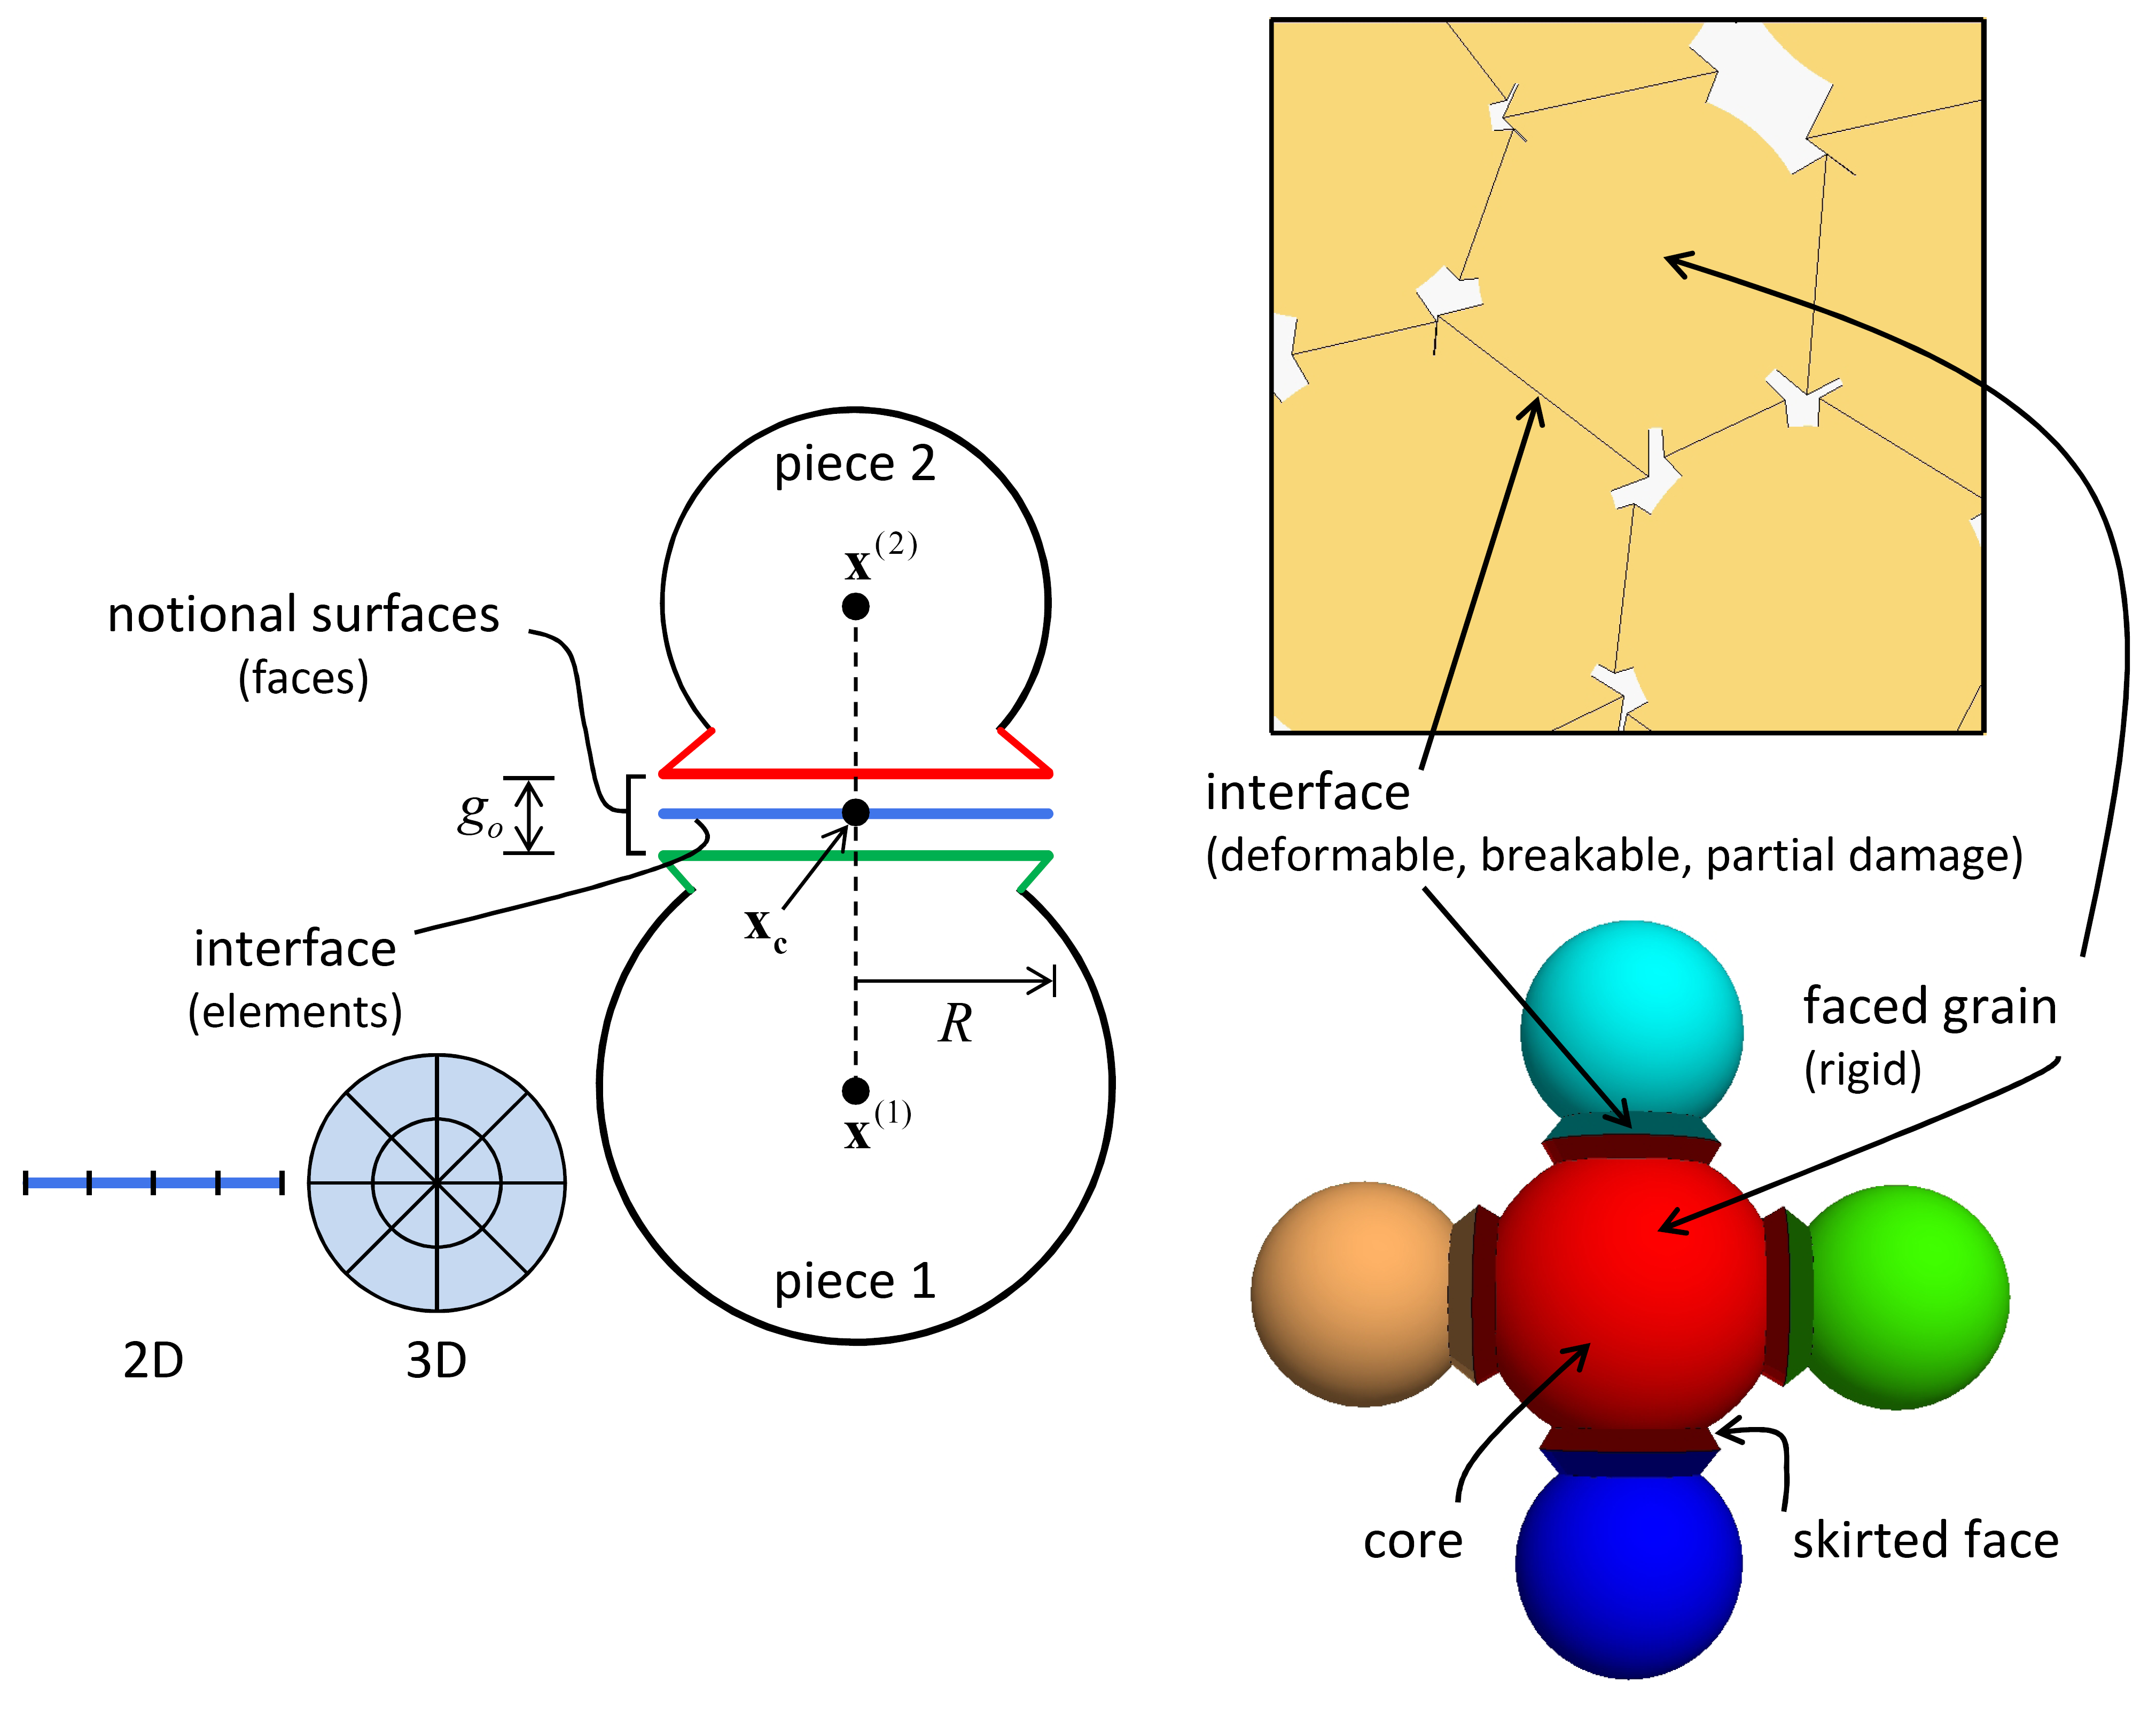 piece 2
x(2)
notional surfaces
(faces)
go
xc
interface
(elements)
R
x(1)
piece 1
2D
3D
interface
(deformable, breakable, partial damage)
faced grain
(rigid)
core
skirted face